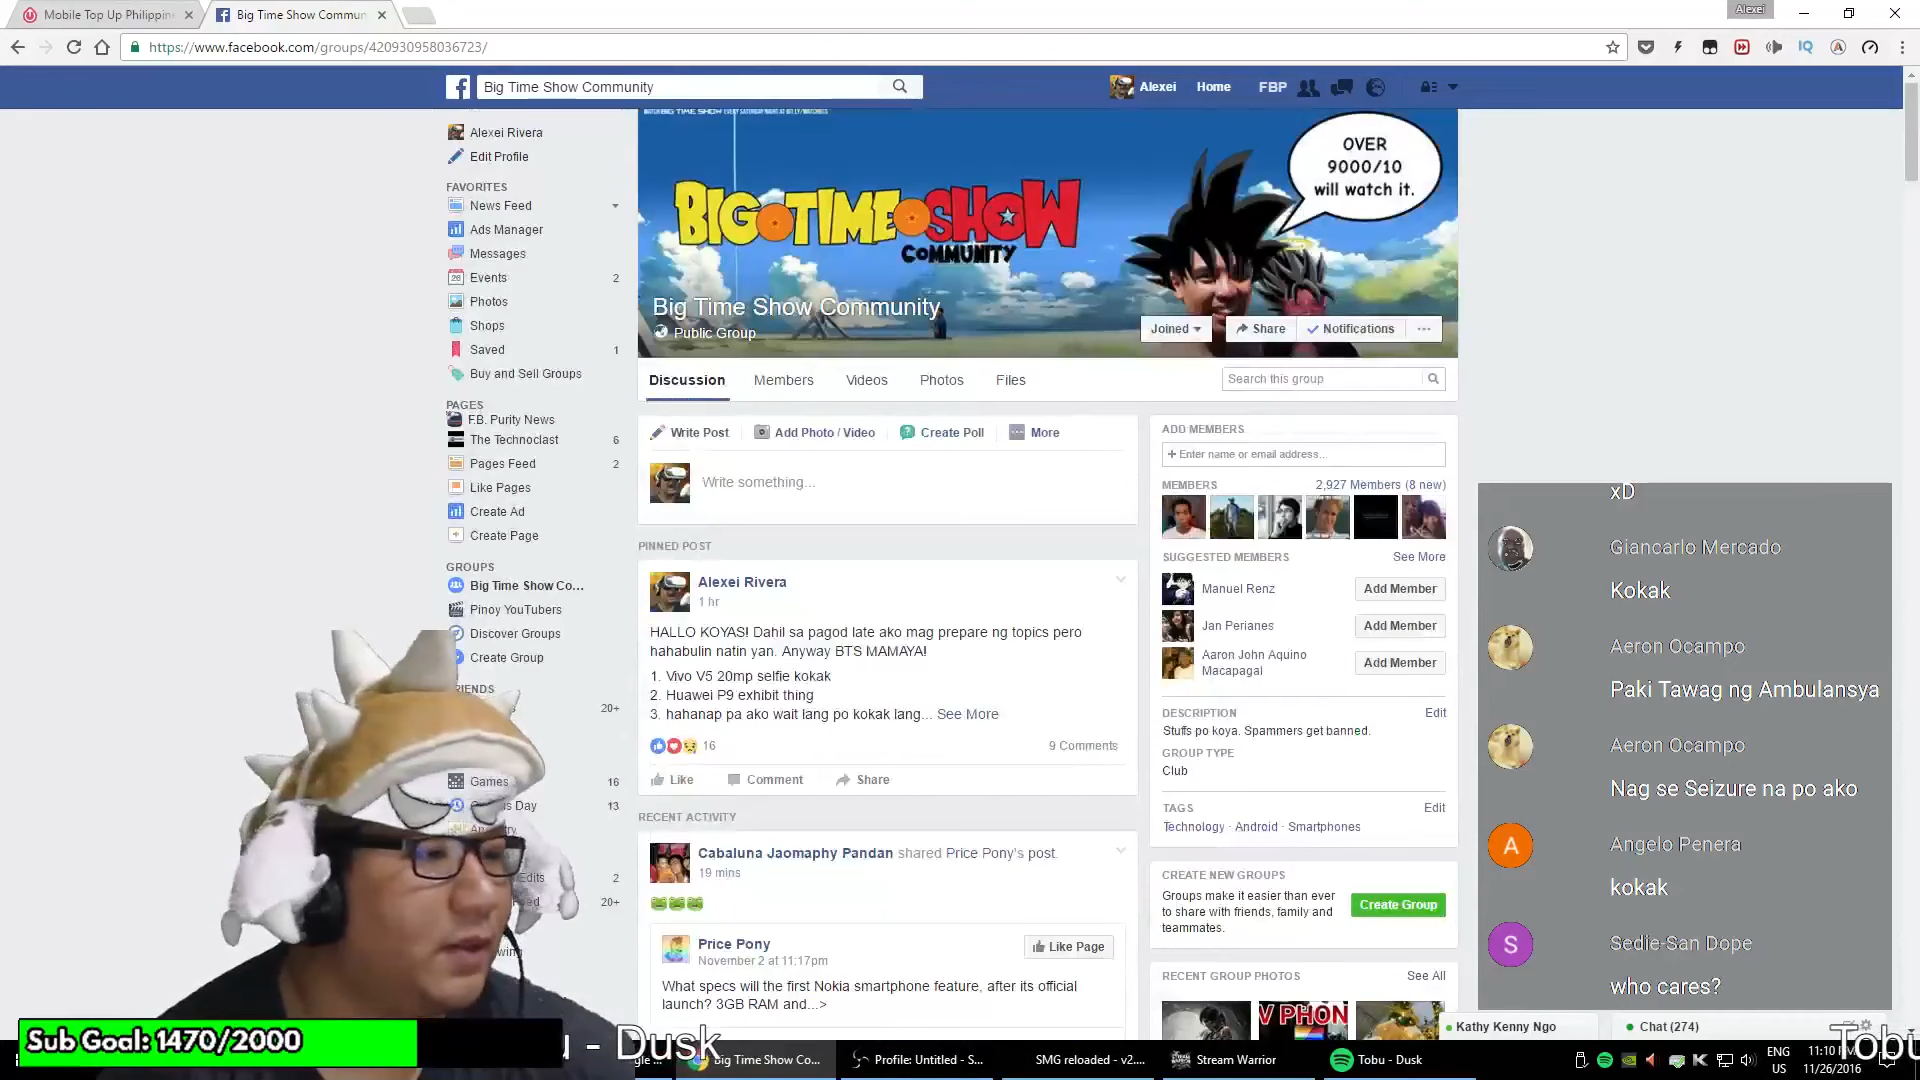 Mobile Top Up Philippin
Big Time Show Commun
Alexei
https://www.facebook.com/groups/420930958036723/
Big Time Show Community
Alexei
Home
FBP
Alexei Rivera
Edit Profile
FAVORITES
News Feed
Ads Manager
Messages
Events 2
Photos
Shops
Saved 1
Buy and Sell Groups
PAGES
F.B. Purity News
The Technoclast 6
Pages Feed 2
Like Pages
Create Ad
Create Page
GROUPS
Big Time Show Co...
Pinoy YouTubers
Discover Groups
Create Group
RIENDS
20+
Games 16
s Day 13
Edits 2
20+
OVER
9000/10
will watch it.
BIG TIME SHOW
COMMUNITY
Big Time Show Community
Public Group
Joined
Share
Notifications
Discussion
Members
Videos
Photos
Files
Search this group
Write Post
Add Photo / Video
Create Poll
More
Write something...
PINNED POST
Alexei Rivera
1 hr
HALLO KOYAS! Dahil sa pagod late ako mag prepare ng topics pero
hahabulin natin yan. Anyway BTS MAMAYA!
1. Vivo V5 20mp selfie kokak
2. Huawei P9 exhibit thing
3. hahanap pa ako wait lang po kokak lang... See More
16
9 Comments
Like
Comment
Share
RECENT ACTIVITY
Cabaluna Jaomaphy Pandan shared Price Pony's post.
19 mins
Price Pony
November 2 at 11:17pm
Like Page
What specs will the first Nokia smartphone feature, after its official
launch? 3GB RAM and...>
ADD MEMBERS
+ Enter name or email address...
MEMBERS
2,927 Members (8 new)
SUGGESTED MEMBERS
See More
Manuel Renz
Add Member
Jan Perianes
Add Member
Aaron John Aquino
Macapagal
Add Member
DESCRIPTION
Edit
Stuffs po koya. Spammers get banned.
GROUP TYPE
Club
TAGS
Edit
Technology · Android · Smartphones
CREATE NEW GROUPS
Groups make it easier than ever
to share with friends, family and
teammates.
Create Group
RECENT GROUP PHOTOS
See All
V PHON
xD
Giancarlo Mercado
Kokak
Aeron Ocampo
Paki Tawag ng Ambulansya
Aeron Ocampo
Nag se Seizure na po ako
A
Angelo Penera
kokak
S
Sedie-San Dope
who cares?
Kathy Kenny Ngo
Chat (274)
Sub Goal: 1470/2000
- Dusk
Tobu
Big Time Show Co...
Profile: Untitled - S...
SMG reloaded - v2....
Stream Warrior
Tobu - Dusk
ENG
US
11:10
11/26/2016